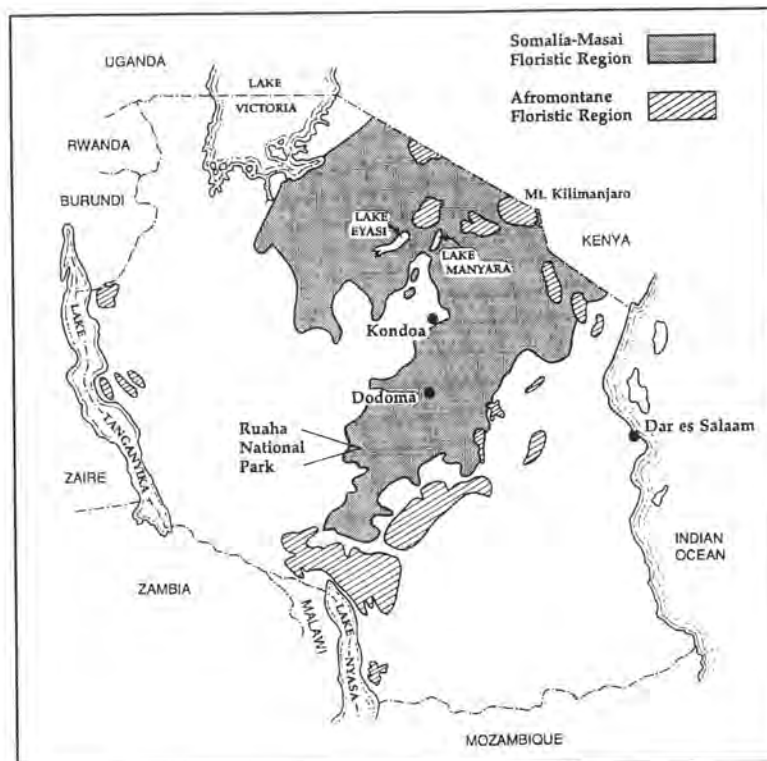 Somalia-Masai
Floristic Region
Afromontane
Floristic Region
UGANDA
LAKE
VICTORIA
RWANDA
BURUNDI
Mt. Kilimanjaro
KENYA
LAKE
EYASI
LAKE
MANYARA
Kondoa
Dodoma
LAKE
TANGANYIKA
Ruaha
National
Park
Dar es Salaam
ZAIRE
INDIAN
OCEAN
ZAMBIA
MALAWI
LAKE
NYASA
MOZAMBIQUE